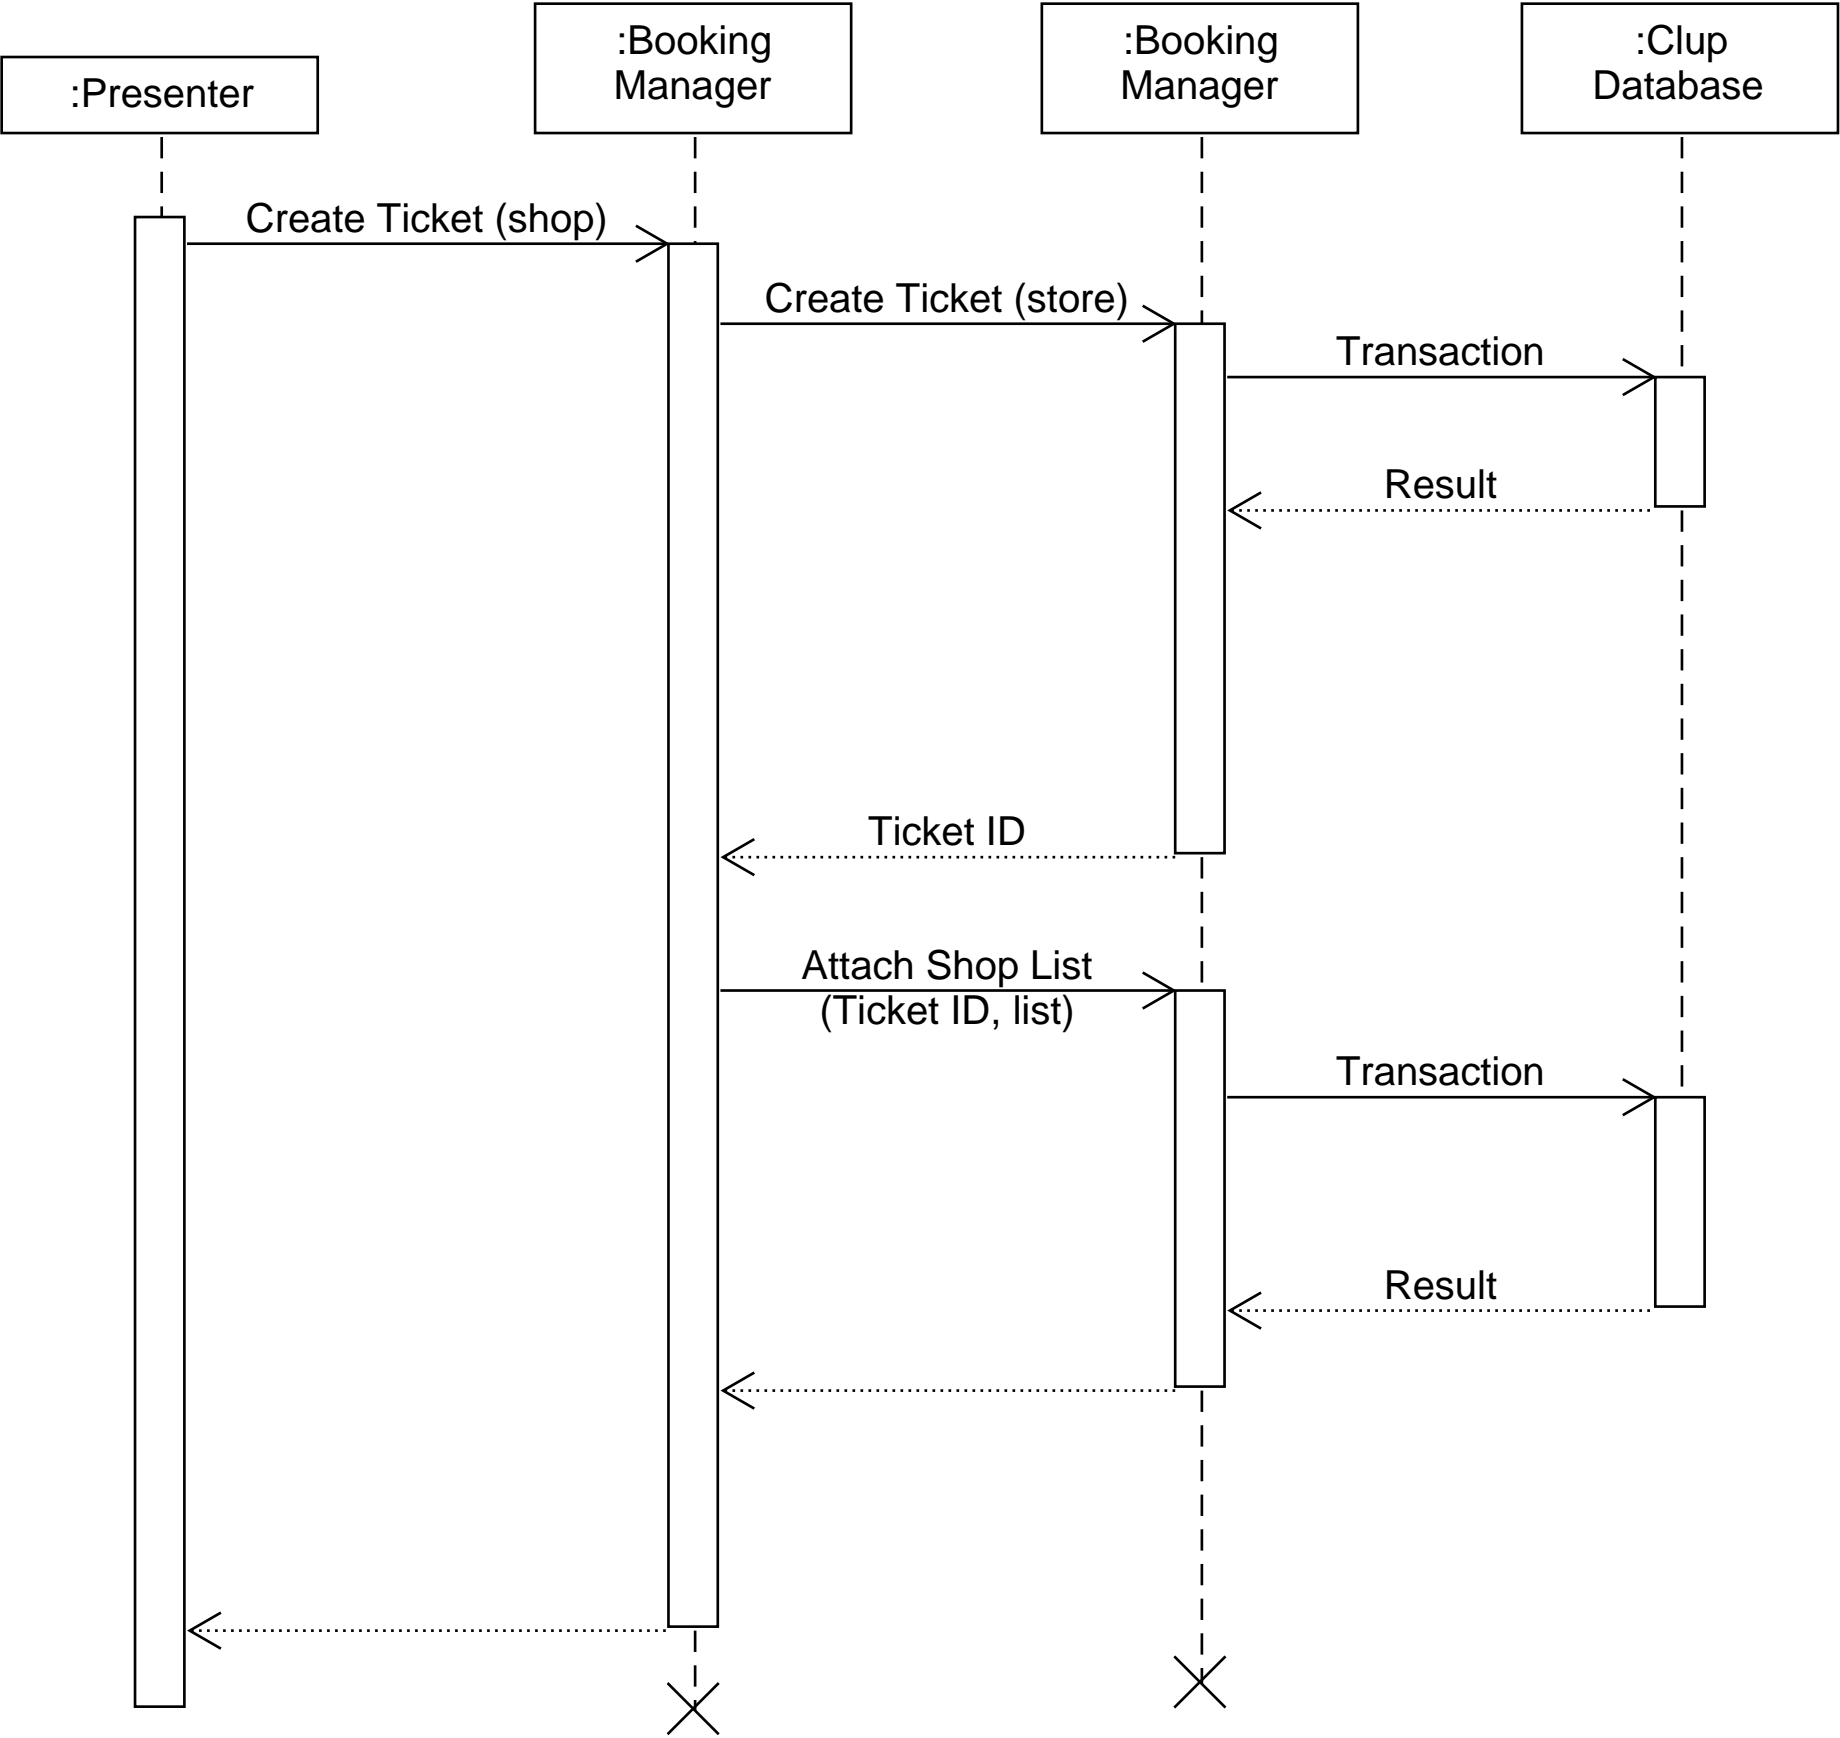 :Presenter
:Booking
Manager
:Booking
Manager
:Clup
Database
Create Ticket (shop)
Create Ticket (store)
Transaction
Result
Ticket ID
Attach Shop List
(Ticket ID, list)
Transaction
Result